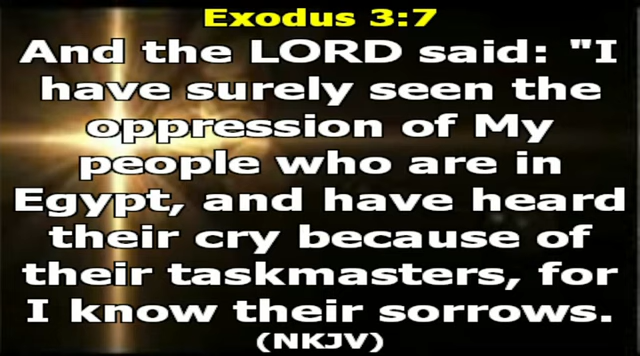 Exodus 3:7
And the LORD said: "I
have surely seen the
oppression of My
people who are in
Egypt, and have heard
their cry because of
their taskmasters, for
I know their sorrows.
(NKJV)